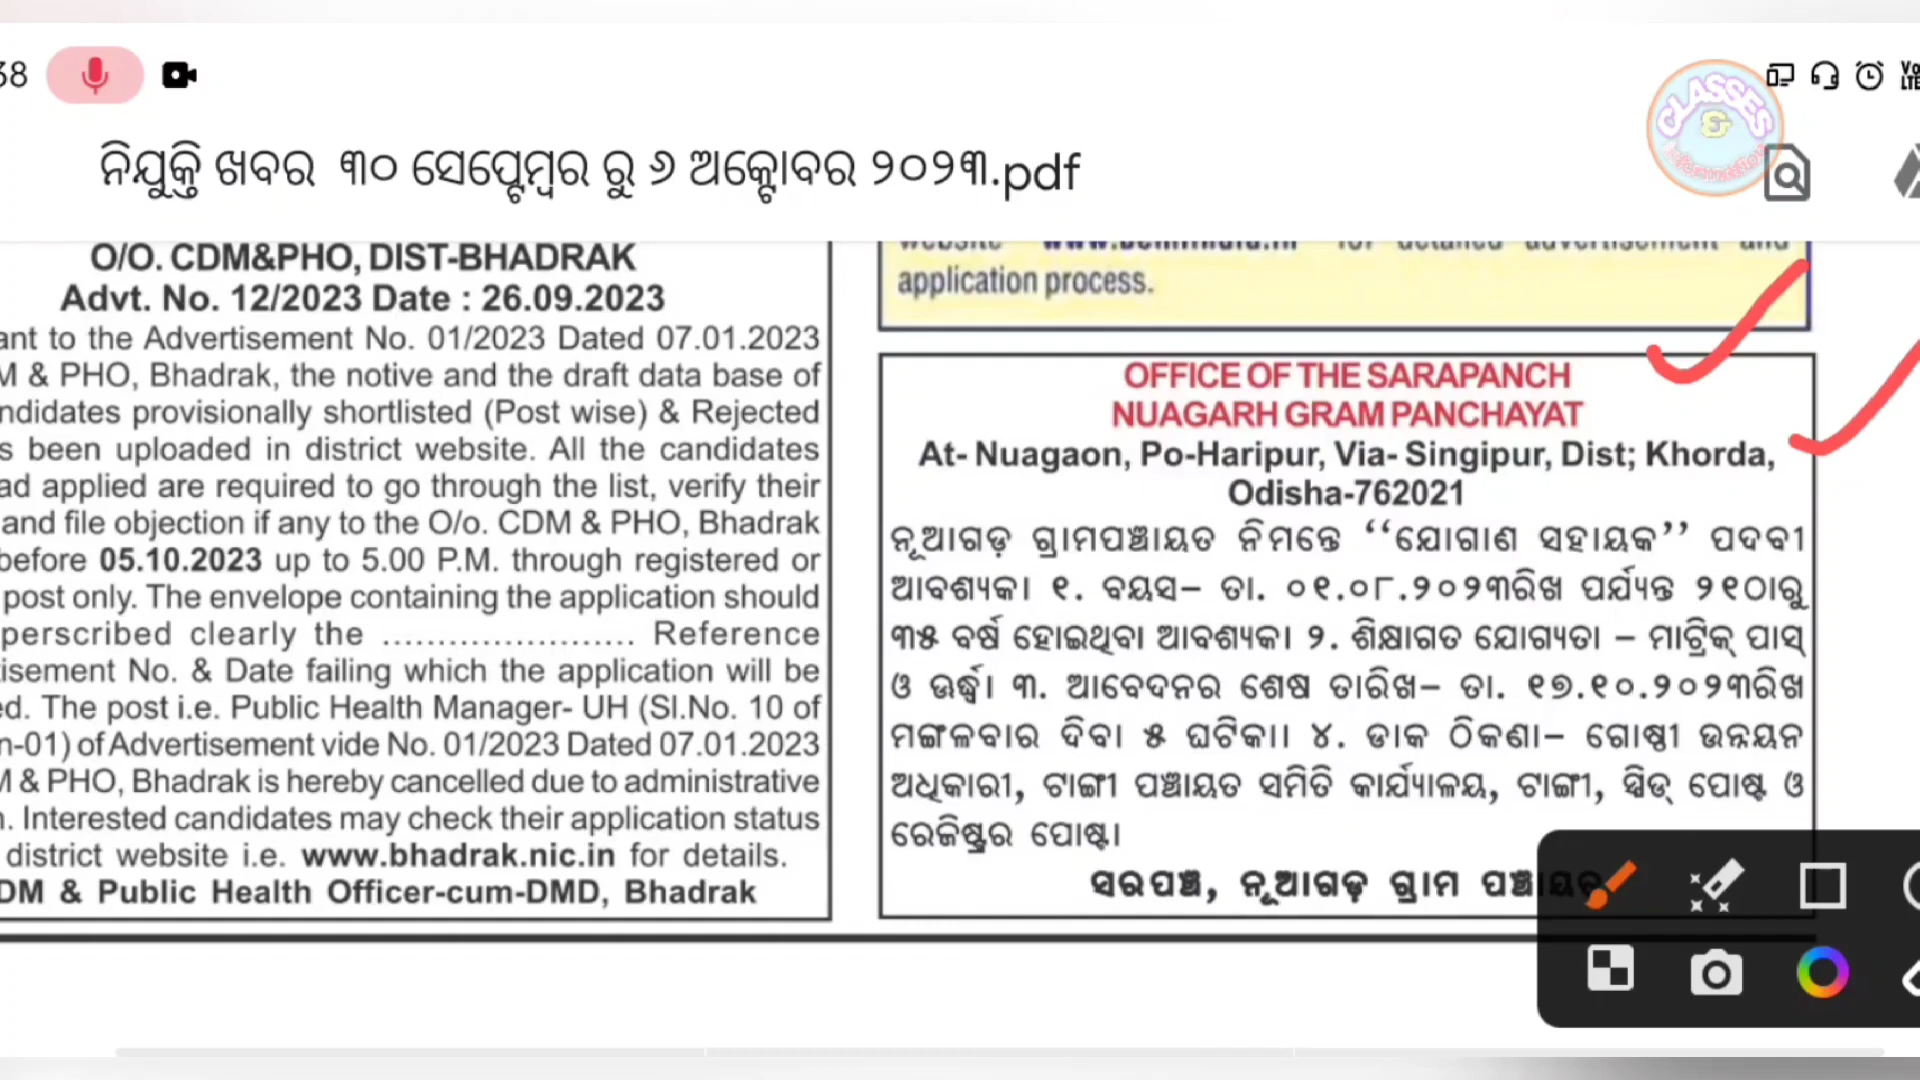 38
CLASSES
&
ନିଯୁକ୍ତି ଖବର ୩୦ ସେପ୍ଟେମ୍ବର ରୁ ୬ ଅକ୍ଟୋବର ୨୦୨୩.pdf
O/O. CDM&PHO, DIST-BHADRAK
Advt. No. 12/2023 Date : 26.09.2023
ant to the Advertisement No. 01/2023 Dated 07.01.2023
M & PHO, Bhadrak, the notive and the draft data base of
ndidates provisionally shortlisted (Post wise) & Rejected
s been uploaded in district website. All the candidates
ad applied are required to go through the list, verify their
and file objection if any to the O/o. CDM & PHO, Bhadrak
before 05.10.2023 up to 5.00 P.M. through registered or
post only. The envelope containing the application should
perscribed clearly the ........................ Reference
isement No. & Date failing which the application will be
ed. The post i.e. Public Health Manager- UH (Sl.No. 10 of
n-01) of Advertisement vide No. 01/2023 Dated 07.01.2023
M & PHO, Bhadrak is hereby cancelled due to administrative
n. Interested candidates may check their application status
district website i.e. www.bhadrak.nic.in for details.
DM & Public Health Officer-cum-DMD, Bhadrak
website for detailed advertisement and
application process.
OFFICE OF THE SARAPANCH
NUAGARH GRAM PANCHAYAT
At- Nuagaon, Po-Haripur, Via- Singipur, Dist; Khorda,
Odisha-762021
ନୂଆଗଡ଼ ଗ୍ରାମପଞ୍ଚାୟତ ନିମନ୍ତେ ‘‘ଯୋଗାଣ ସହାୟକ’’ ପଦବୀ
ଆବଶ୍ୟକ। ୧. ବୟସ– ତା. ୦୧.୦୮.୨୦୨୩ରିଖ ପର୍ଯ୍ୟନ୍ତ ୨୧ଠାରୁ
୩୫ ବର୍ଷ ହୋଇଥିବା ଆବଶ୍ୟକ। ୨. ଶିକ୍ଷାଗତ ଯୋଗ୍ୟତା – ମାଟ୍ରିକ୍ ପାସ୍
ଓ ଊର୍ଦ୍ଧ୍ୱ। ୩. ଆବେଦନର ଶେଷ ତାରିଖ– ତା. ୧୭.୧୦.୨୦୨୩ରିଖ
ମଙ୍ଗଳବାର ଦିବା ୫ ଘଟିକା। ୪. ଡାକ ଠିକଣା– ଗୋଷ୍ଠୀ ଉନ୍ନୟନ
ଅଧିକାରୀ, ଟାଙ୍ଗୀ ପଞ୍ଚାୟତ ସମିତି କାର୍ଯ୍ୟାଳୟ, ଟାଙ୍ଗୀ, ସ୍ପିଡ୍ ପୋଷ୍ଟ ଓ
ରେଜିଷ୍ଟ୍ରର ପୋଷ୍ଟ।
ସରପଞ୍ଚ, ନୂଆଗଡ଼ ଗ୍ରାମ ପଞ୍ଚାୟତ